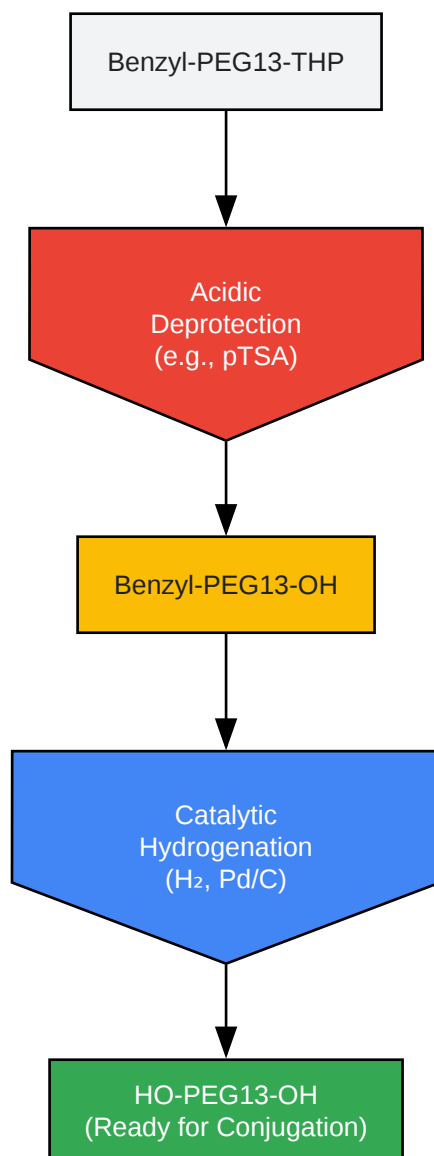 Benzyl-PEG13-THP
Acidic
Deprotection
(e.g., pTSA)
Benzyl-PEG13-OH
Catalytic
Hydrogenation
(H₂, Pd/C)
HO-PEG13-OH
(Ready for Conjugation)